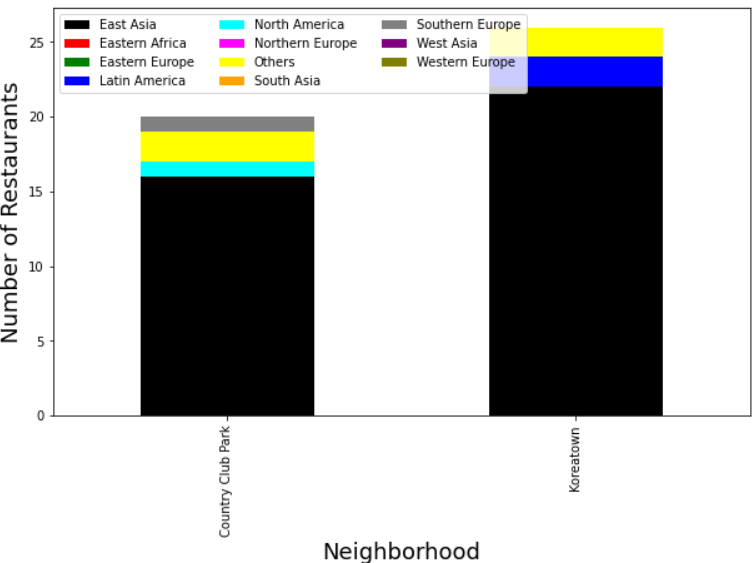 East Asia
Eastern Africa
Eastern Europe
Latin America
North America
Northern Europe
Others
South Asia
Southern Europe
West Asia
Western Europe
Number of Restaurants
25
20
15
10
5
0
Country Club Park
Koreatown
Neighborhood